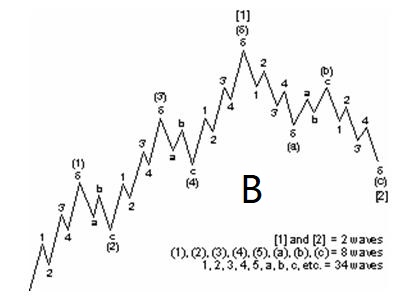 [1]
(5)
5
(b)
2
c
(3)
3
4
a
5
1
4
b
b
2
3
1
(1)
3
5
(a)
5
2
a
3
4
1
4
c
2
(4)
5
b
1
(c)
3
a
2
[2]
4
c
1
(2)
B
2
[1] and [2] = 2 waves
(1), (2), (3), (4), (5), (a), (b), (c) = 8 waves
1, 2, 3, 4, 5, a, b, c, etc. = 34 waves